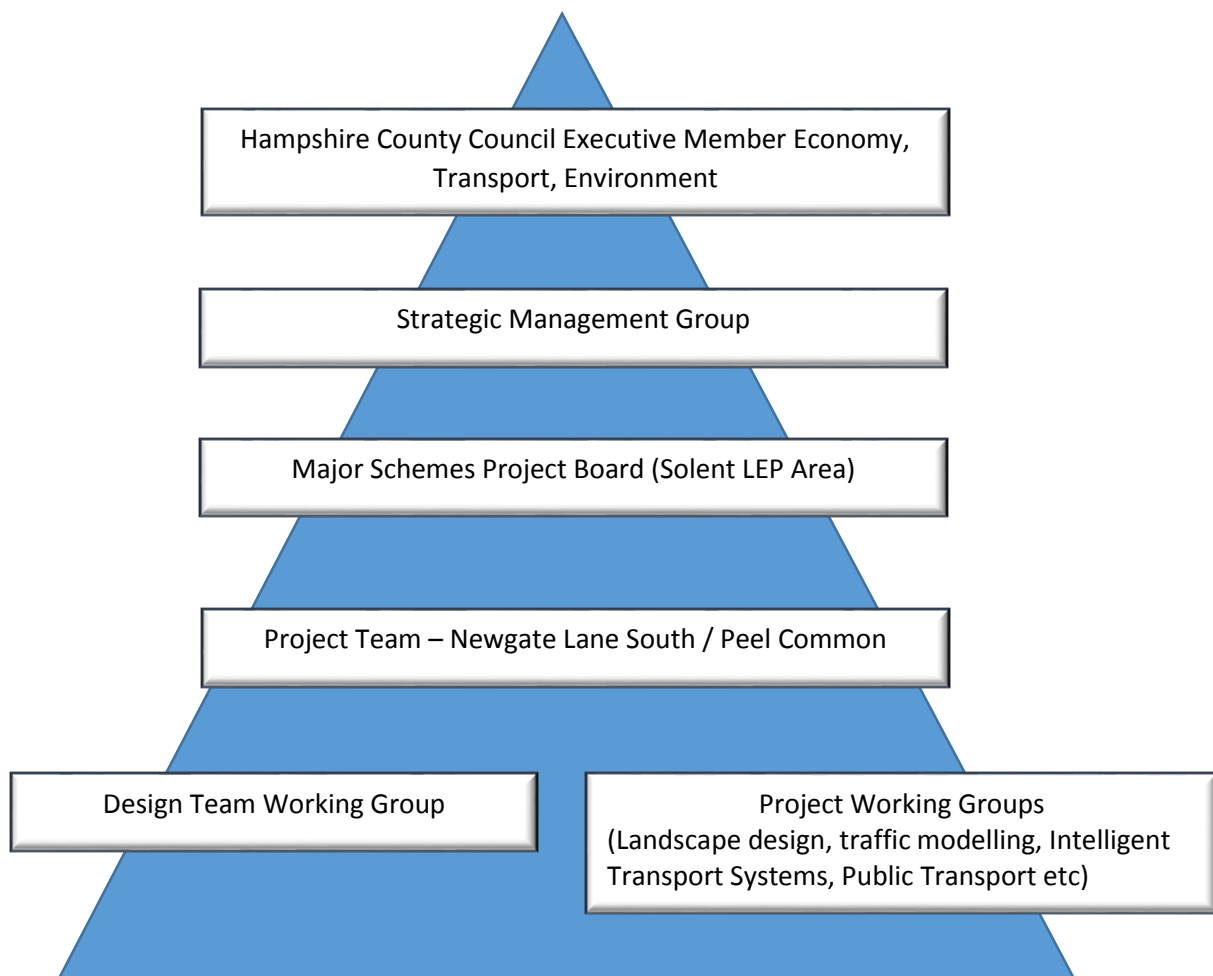 Hampshire County Council Executive Member Economy,
Transport, Environment
Strategic Management Group
Major Schemes Project Board (Solent LEP Area)
Project Team – Newgate Lane South / Peel Common
Design Team Working Group
Project Working Groups
(Landscape design, traffic modelling, Intelligent
Transport Systems, Public Transport etc)